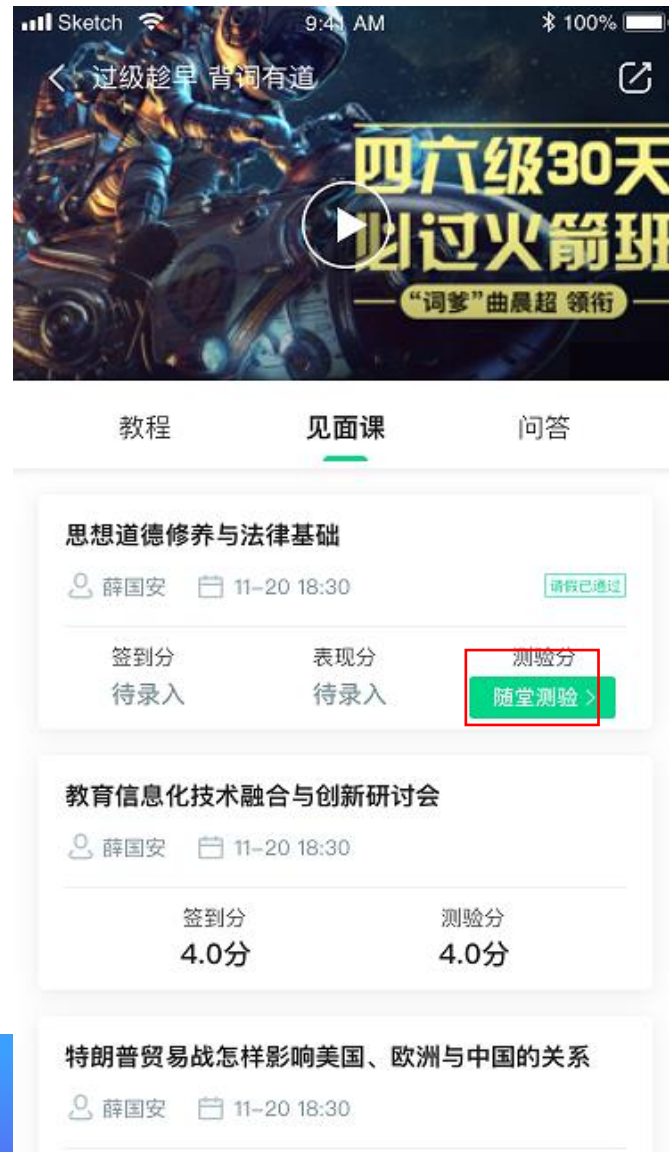 Sketch 9:41 AM 100%
过级趁早 背词有道
四六级30天
必过火箭班
“词爹”曲晨超 领衔
教程 见面课 问答
思想道德修养与法律基础
薛国安 11-20 18:30 请假已通过
签到分 表现分 测验分
待录入 待录入 随堂测验 >
教育信息化技术融合与创新研讨会
薛国安 11-20 18:30
签到分 测验分
4.0分 4.0分
特朗普贸易战怎样影响美国、欧洲与中国的关系
薛国安 11-20 18:30